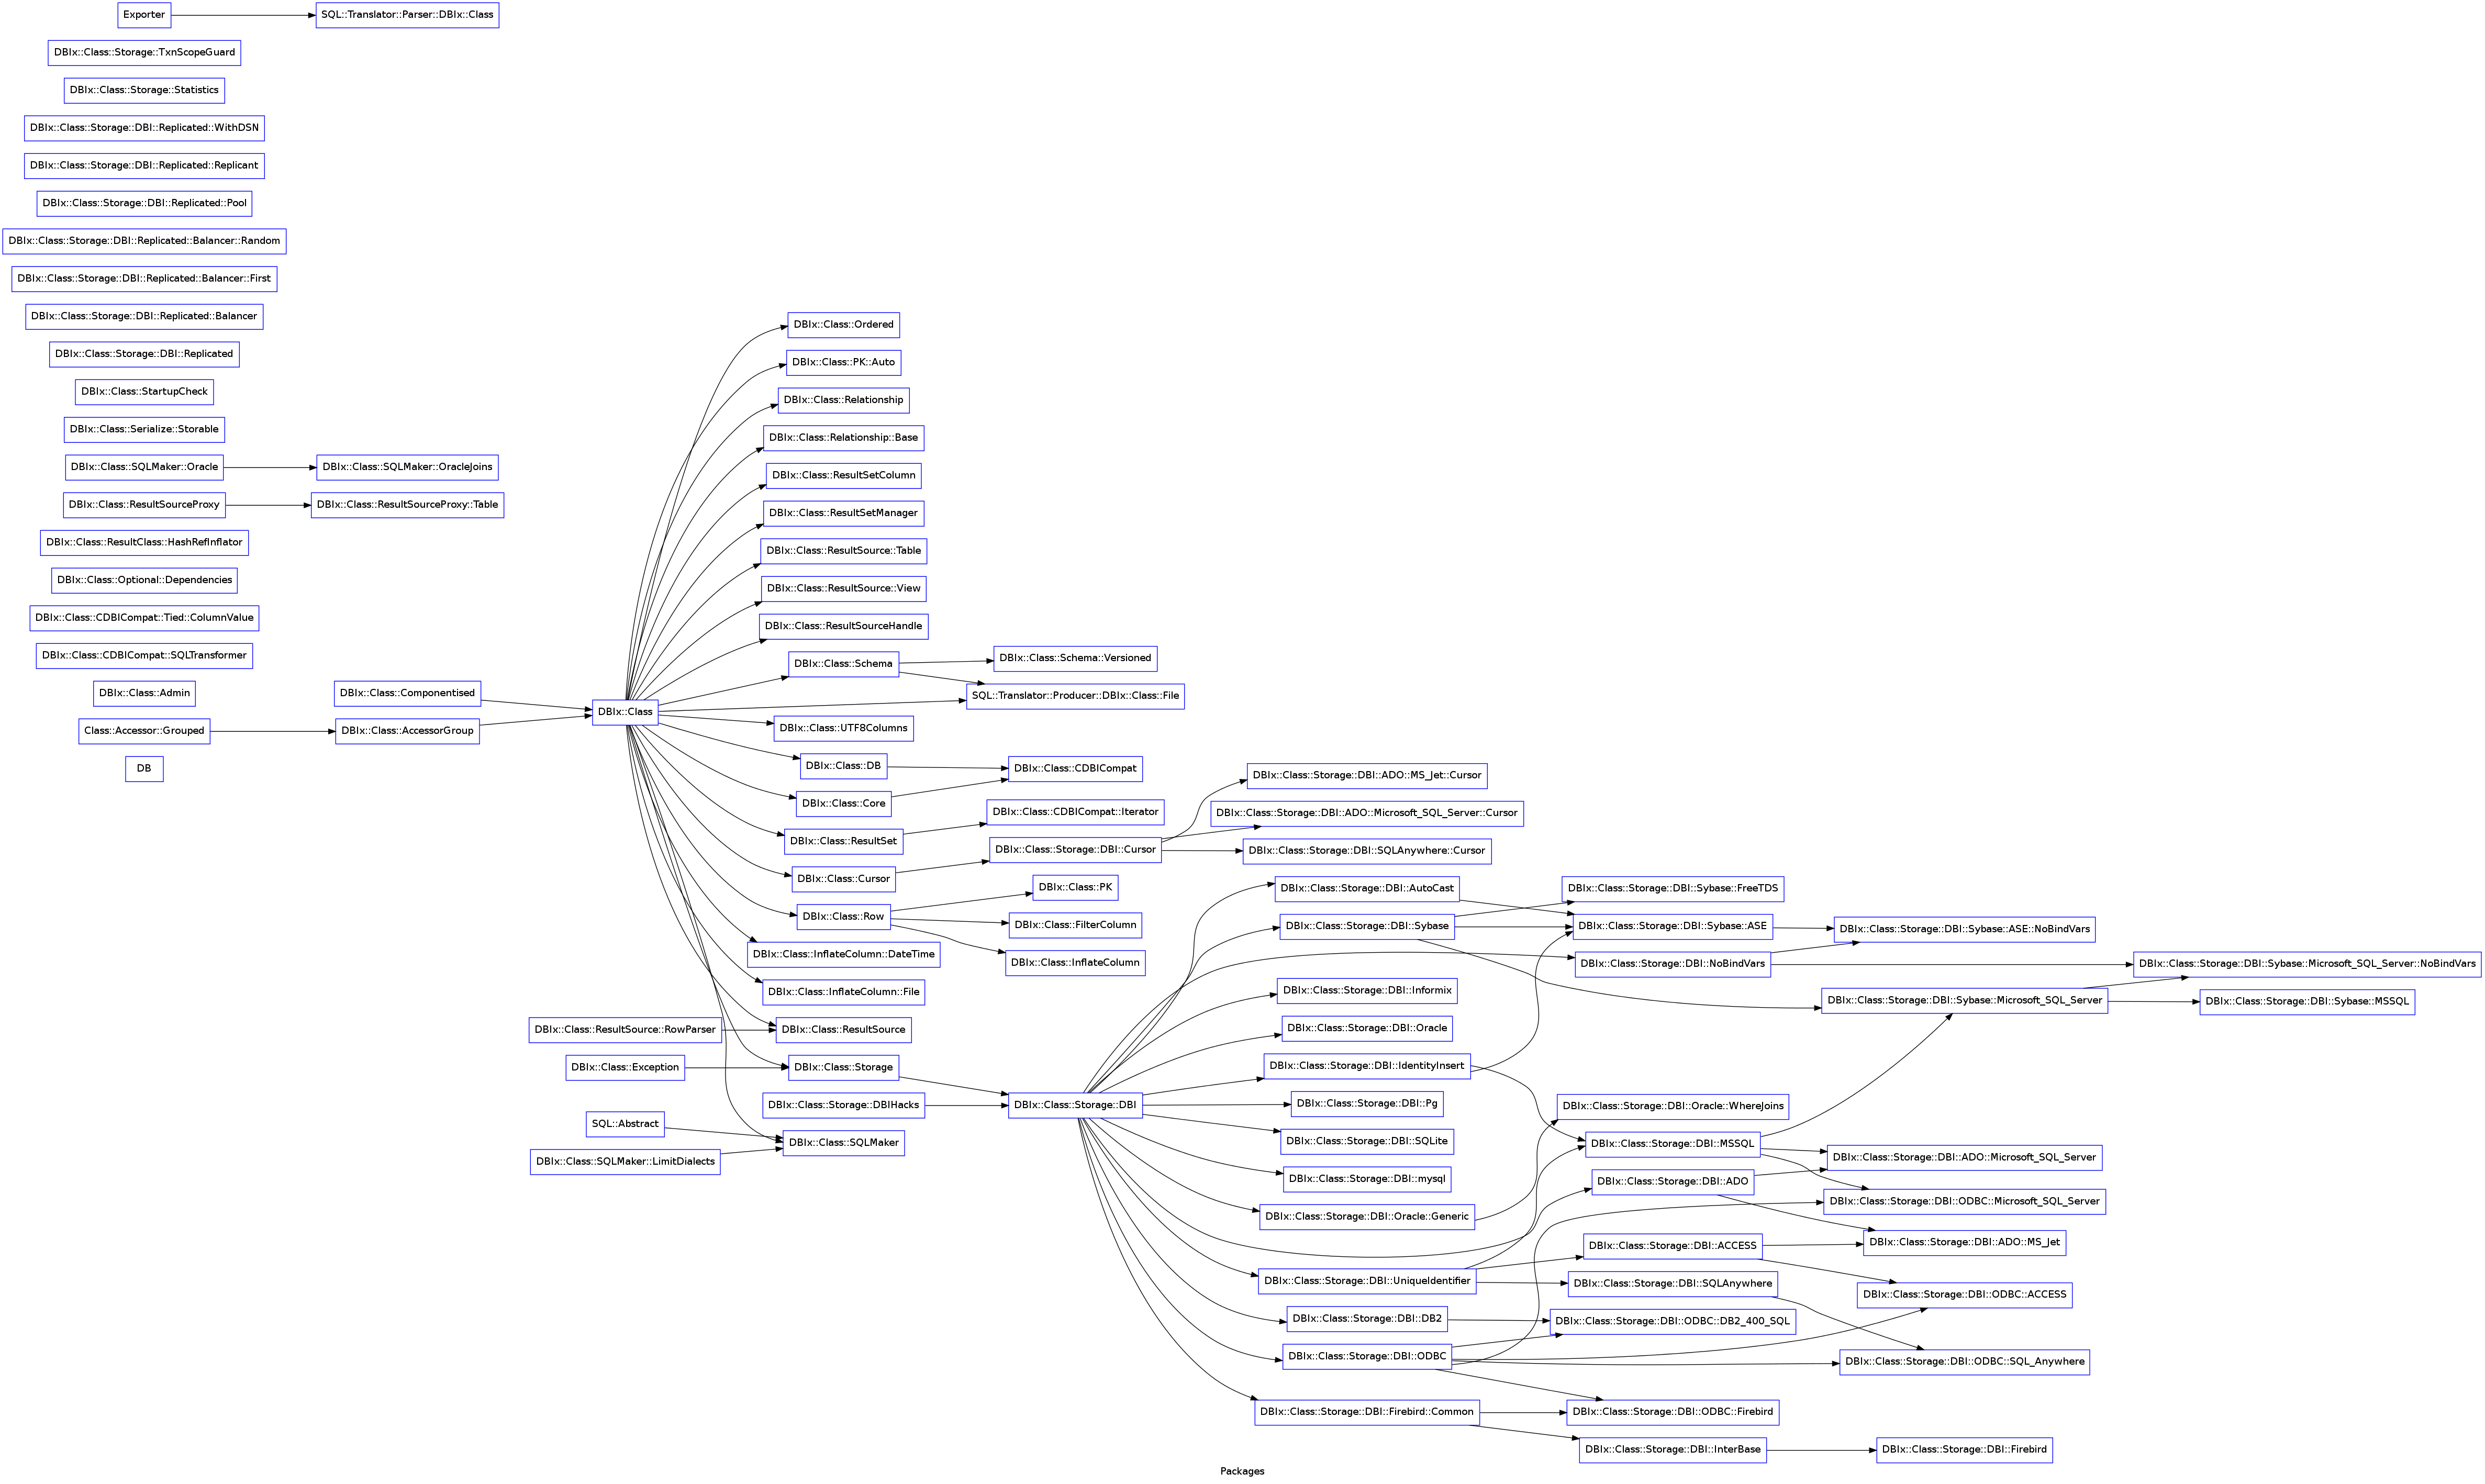 Exporter
SQL::Translator::Parser::DBIx::Class
DBIx::Class::Storage::TxnScopeGuard
DBIx::Class::Storage::Statistics
DBIx::Class::Storage::DBI::Replicated::WithDSN
DBIx::Class::Storage::DBI::Replicated::Replicant
DBIx::Class::Storage::DBI::Replicated::Pool
DBIx::Class::Storage::DBI::Replicated::Balancer::Random
DBIx::Class::Storage::DBI::Replicated::Balancer::First
DBIx::Class::Storage::DBI::Replicated::Balancer
DBIx::Class::Storage::DBI::Replicated
DBIx::Class::StartupCheck
DBIx::Class::Serialize::Storable
DBIx::Class::SQLMaker::Oracle
DBIx::Class::SQLMaker::OracleJoins
DBIx::Class::ResultSourceProxy
DBIx::Class::ResultSourceProxy::Table
DBIx::Class::ResultClass::HashRefInflator
DBIx::Class::Optional::Dependencies
DBIx::Class::CDBICompat::Tied::ColumnValue
DBIx::Class::CDBICompat::SQLTransformer
DBIx::Class::Admin
Class::Accessor::Grouped
DB
DBIx::Class::Componentised
DBIx::Class::AccessorGroup
DBIx::Class
DBIx::Class::ResultSource::RowParser
DBIx::Class::Exception
SQL::Abstract
DBIx::Class::SQLMaker::LimitDialects
DBIx::Class::Ordered
DBIx::Class::PK::Auto
DBIx::Class::Relationship
DBIx::Class::Relationship::Base
DBIx::Class::ResultSetColumn
DBIx::Class::ResultSetManager
DBIx::Class::ResultSource::Table
DBIx::Class::ResultSource::View
DBIx::Class::ResultSourceHandle
DBIx::Class::Schema
DBIx::Class::UTF8Columns
DBIx::Class::DB
DBIx::Class::Core
DBIx::Class::ResultSet
DBIx::Class::Cursor
DBIx::Class::Row
DBIx::Class::InflateColumn::DateTime
DBIx::Class::InflateColumn::File
DBIx::Class::ResultSource
DBIx::Class::Storage
DBIx::Class::Storage::DBIHacks
DBIx::Class::SQLMaker
DBIx::Class::Schema::Versioned
SQL::Translator::Producer::DBIx::Class::File
DBIx::Class::CDBICompat
DBIx::Class::CDBICompat::Iterator
DBIx::Class::Storage::DBI::Cursor
DBIx::Class::PK
DBIx::Class::FilterColumn
DBIx::Class::InflateColumn
DBIx::Class::Storage::DBI
DBIx::Class::Storage::DBI::ADO::MS_Jet::Cursor
DBIx::Class::Storage::DBI::ADO::Microsoft_SQL_Server::Cursor
DBIx::Class::Storage::DBI::SQLAnywhere::Cursor
DBIx::Class::Storage::DBI::AutoCast
DBIx::Class::Storage::DBI::Sybase
DBIx::Class::Storage::DBI::Informix
DBIx::Class::Storage::DBI::Oracle
DBIx::Class::Storage::DBI::IdentityInsert
DBIx::Class::Storage::DBI::Pg
DBIx::Class::Storage::DBI::SQLite
DBIx::Class::Storage::DBI::mysql
DBIx::Class::Storage::DBI::Oracle::Generic
DBIx::Class::Storage::DBI::UniqueIdentifier
DBIx::Class::Storage::DBI::DB2
DBIx::Class::Storage::DBI::ODBC
DBIx::Class::Storage::DBI::Firebird::Common
DBIx::Class::Storage::DBI::Sybase::FreeTDS
DBIx::Class::Storage::DBI::Sybase::ASE
DBIx::Class::Storage::DBI::NoBindVars
DBIx::Class::Storage::DBI::Oracle::WhereJoins
DBIx::Class::Storage::DBI::MSSQL
DBIx::Class::Storage::DBI::ADO
DBIx::Class::Storage::DBI::ACCESS
DBIx::Class::Storage::DBI::SQLAnywhere
DBIx::Class::Storage::DBI::ODBC::DB2_400_SQL
DBIx::Class::Storage::DBI::ODBC::Firebird
DBIx::Class::Storage::DBI::InterBase
DBIx::Class::Storage::DBI::Sybase::ASE::NoBindVars
DBIx::Class::Storage::DBI::Sybase::Microsoft_SQL_Server
DBIx::Class::Storage::DBI::ADO::Microsoft_SQL_Server
DBIx::Class::Storage::DBI::ODBC::Microsoft_SQL_Server
DBIx::Class::Storage::DBI::ADO::MS_Jet
DBIx::Class::Storage::DBI::ODBC::ACCESS
DBIx::Class::Storage::DBI::ODBC::SQL_Anywhere
DBIx::Class::Storage::DBI::Firebird
DBIx::Class::Storage::DBI::Sybase::Microsoft_SQL_Server::NoBindVars
DBIx::Class::Storage::DBI::Sybase::MSSQL
Packages